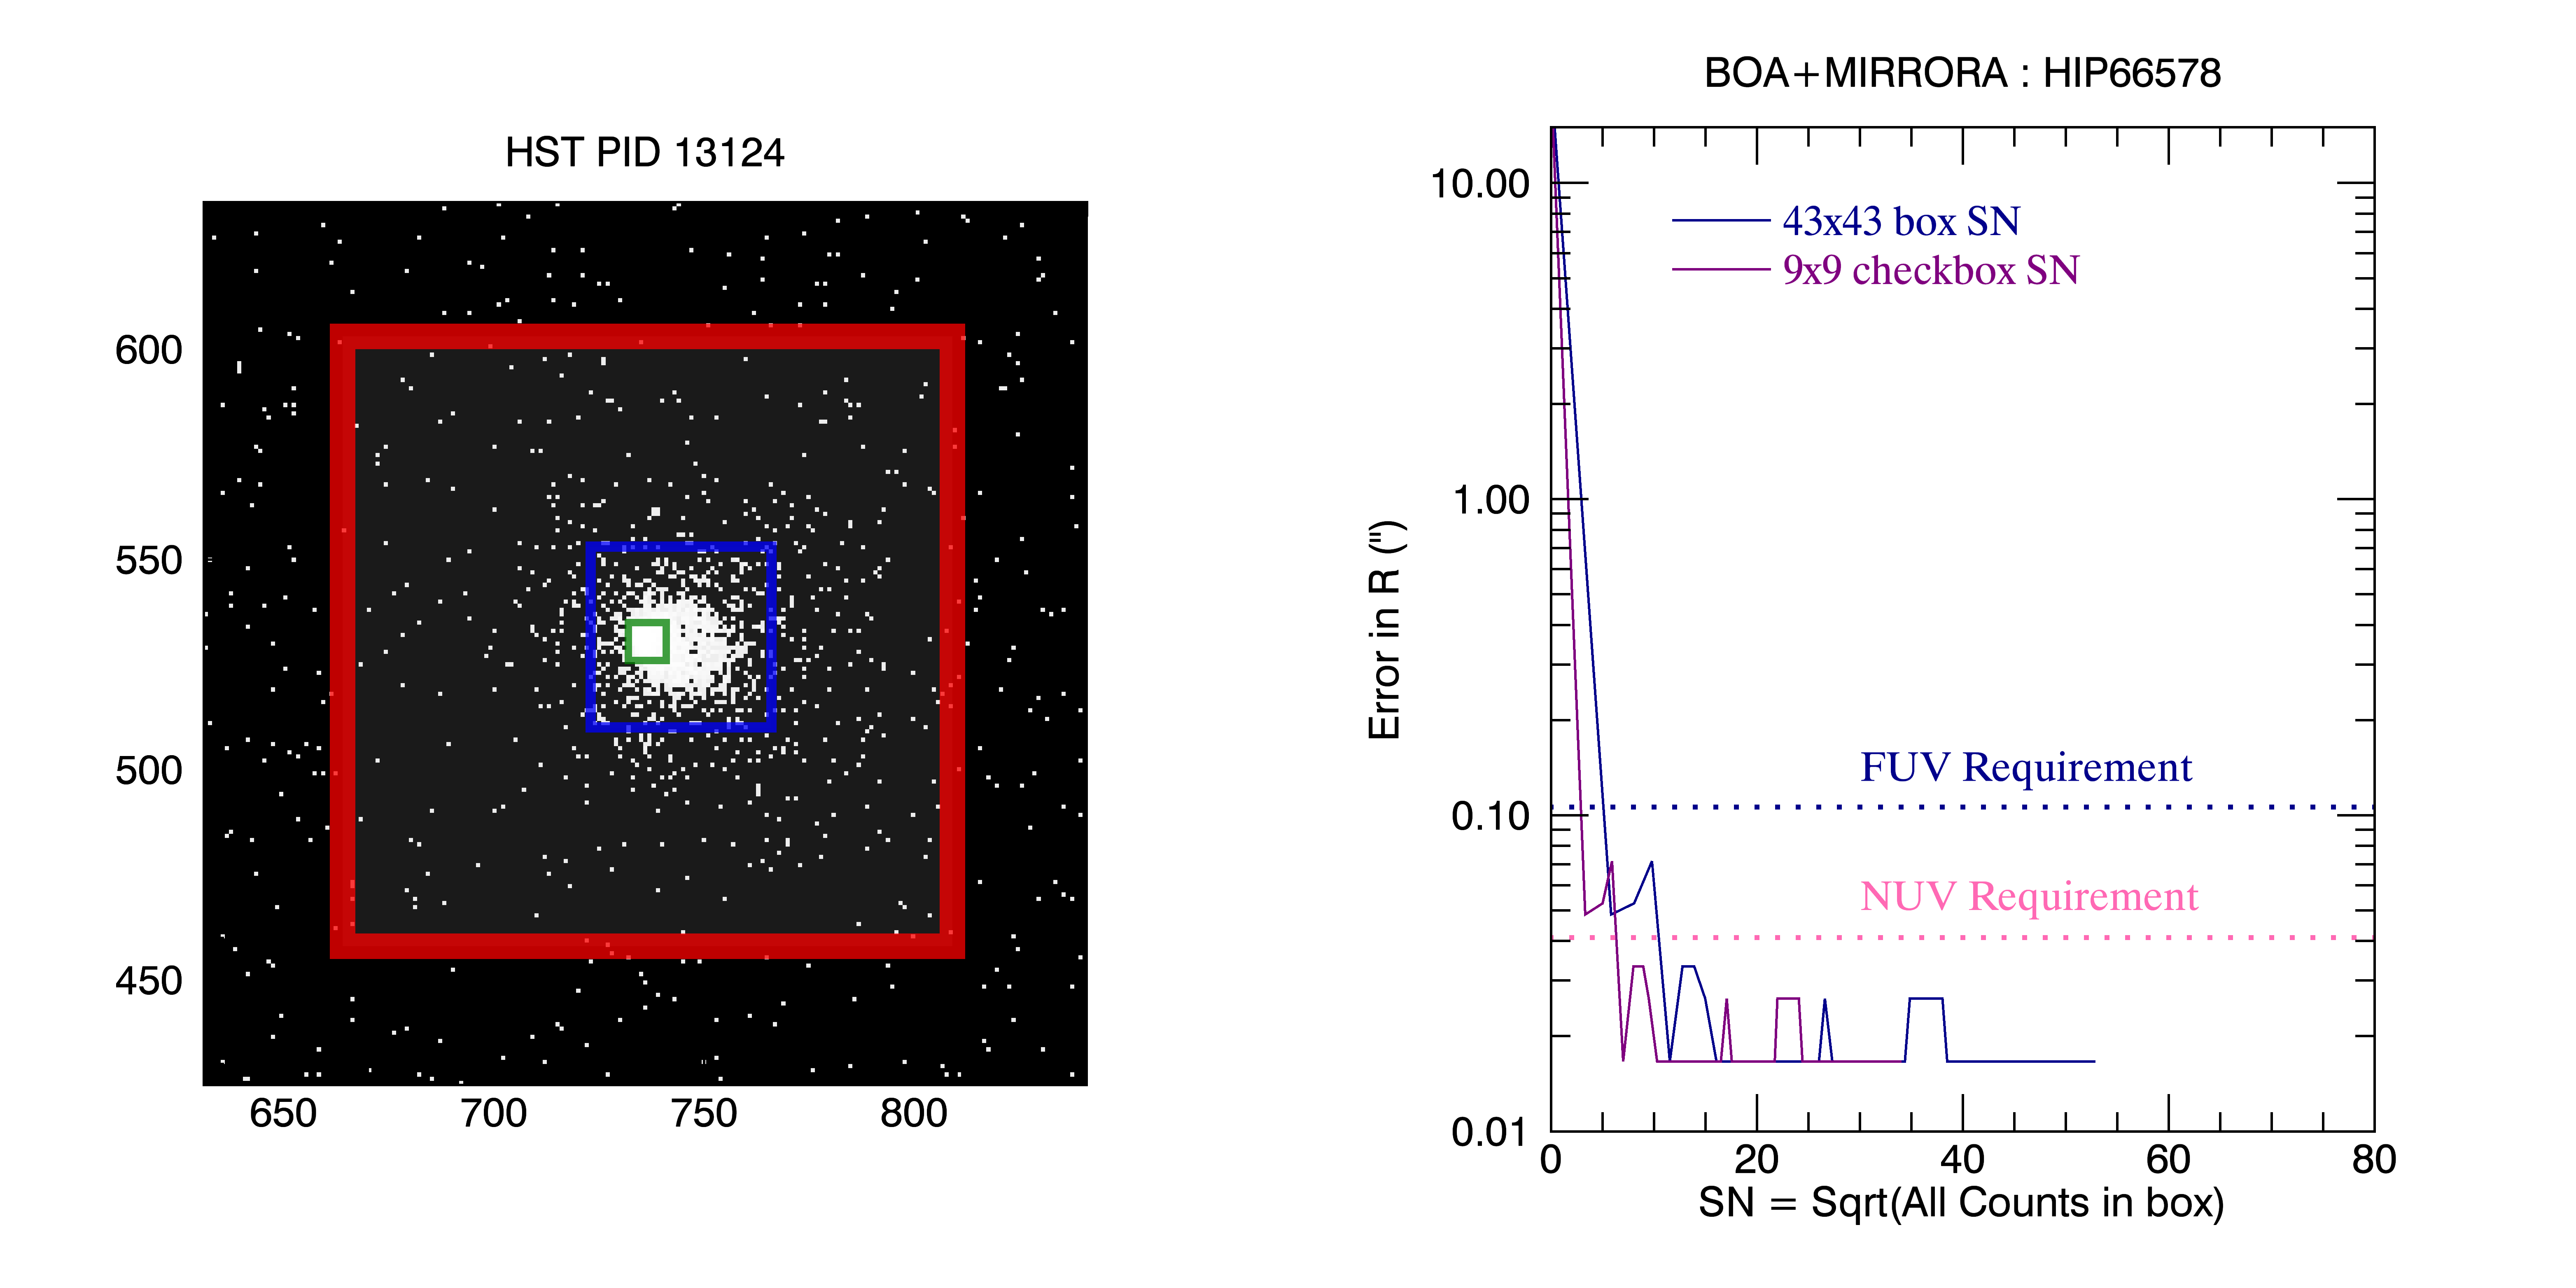 HST PID 13124
600
550
500
450
650 700 750 800
BOA+MIRRORA : HIP66578
10.00
1.00
0.10
0.01
Error in R (")
43x43 box SN
9x9 checkbox SN
FUV Requirement
NUV Requirement
0 20 40 60 80
SN = Sqrt(All Counts in box)